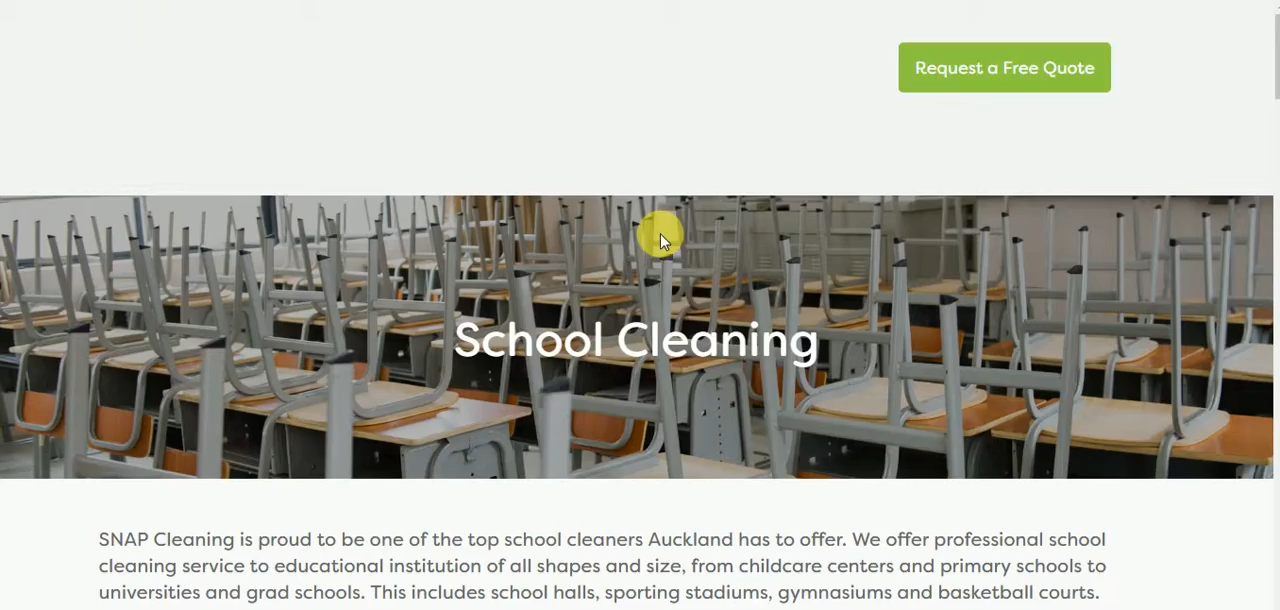 Request a Free Quote
School Cleaning
SNAP Cleaning is proud to be one of the top school cleaners Auckland has to offer. We offer professional school
cleaning service to educational institution of all shapes and size, from childcare centers and primary schools to
universities and grad schools. This includes school halls, sporting stadiums, gymnasiums and basketball courts.